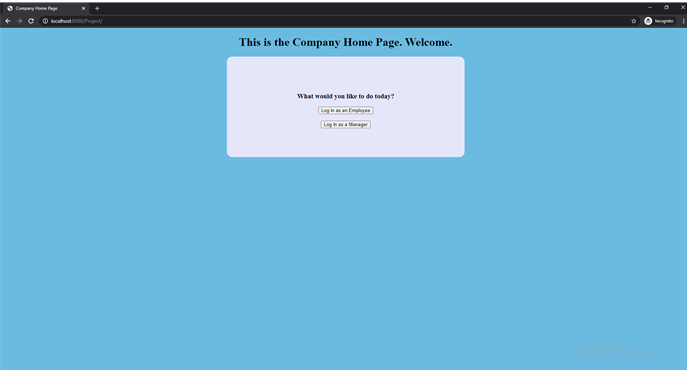 Company Home Page
localhost:8080/Project/
Incognito
This is the Company Home Page. Welcome.
What would you like to do today?
Log in as an Employee
Log in as a Manager